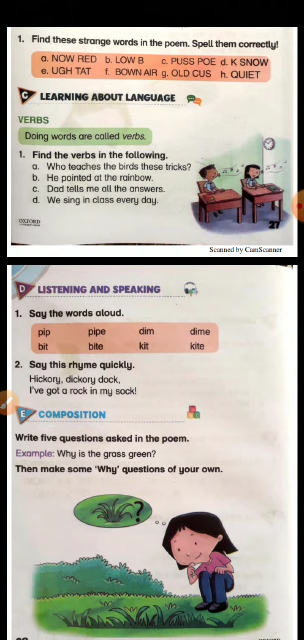 1. Find these strange words in the poem. Spell them correctly!
a. NOW RED b. LOW B c. PUSS POE d. K SNOW
e. UGH TAT f. BOWN AIR g. OLD CUS h. QUIET
C LEARNING ABOUT LANGUAGE
VERBS
Doing words are called verbs.
1. Find the verbs in the following.
a. Who teaches the birds these tricks?
b. He pointed at the rainbow.
c. Dad tells me all the answers.
d. We sing in class every day.
OXFORD
27
Scanned by CamScanner
D LISTENING AND SPEAKING
1. Say the words aloud.
pip pipe dim dime
bit bite kit kite
2. Say this rhyme quickly.
Hickory, dickory dock,
I've got a rock in my sock!
E COMPOSITION
Write five questions asked in the poem.
Example: Why is the grass green?
Then make some 'Why' questions of your own.
?